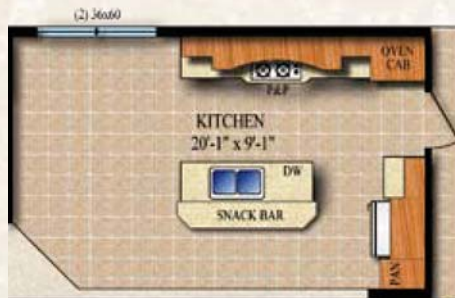 (2) 36x60
OVEN
CAB
P&P
KITCHEN
20'-1" x 9'-1"
DW
SNACK BAR
PAN